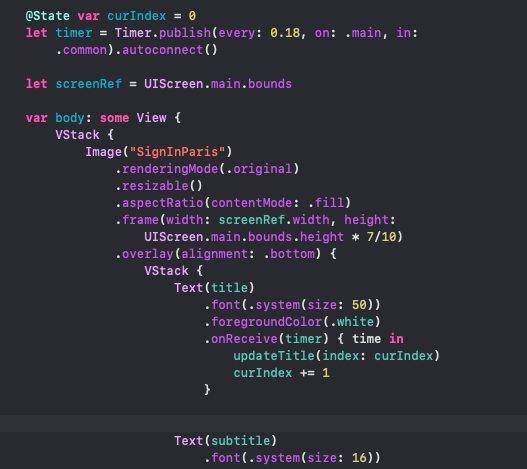 @State var curIndex = 0
let timer = Timer.publish(every: 0.18, on: .main, in:
.common).autoconnect()
let screenRef = UIScreen.main.bounds
var body: some View {
VStack {
Image("SignInParis")
.renderingMode(.original)
.resizable()
.aspectRatio(contentMode: .fill)
.frame(width: screenRef.width, height:
UIScreen.main.bounds.height * 7/10)
.overlay(alignment: .bottom) {
VStack {
Text(title)
.font(.system(size: 50))
.foregroundColor(.white)
.onReceive(timer) { time in
updateTitle(index: curIndex)
curIndex += 1
}
Text(subtitle)
.font(.system(size: 16))